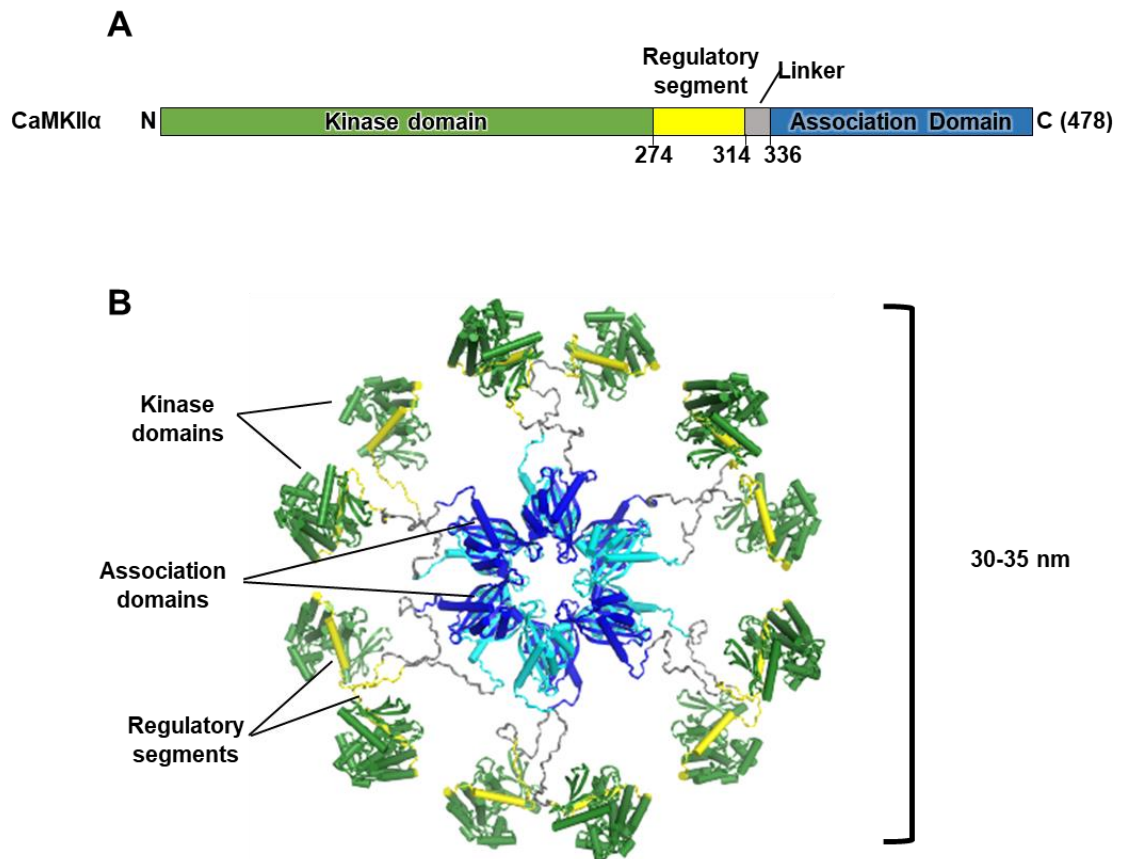 A
Regulatory
segment
Linker
CaMKIIα
N
Kinase domain
Association Domain
C (478)
274
314
336
B
Kinase
domains
Association
domains
30-35 nm
Regulatory
segments